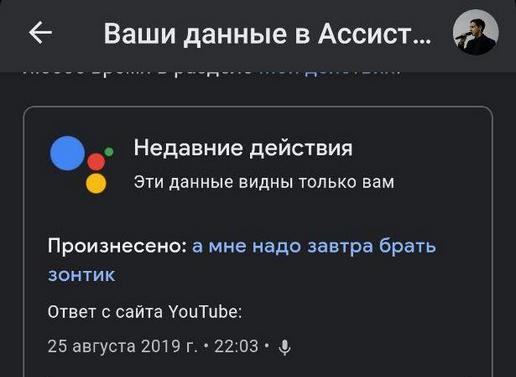 Ваши данные в Ассист...
Недавние действия
Эти данные видны только вам
Произнесено: а мне надо завтра брать
зонтик
Ответ с сайта YouTube:
25 августа 2019 г. • 22:03 •